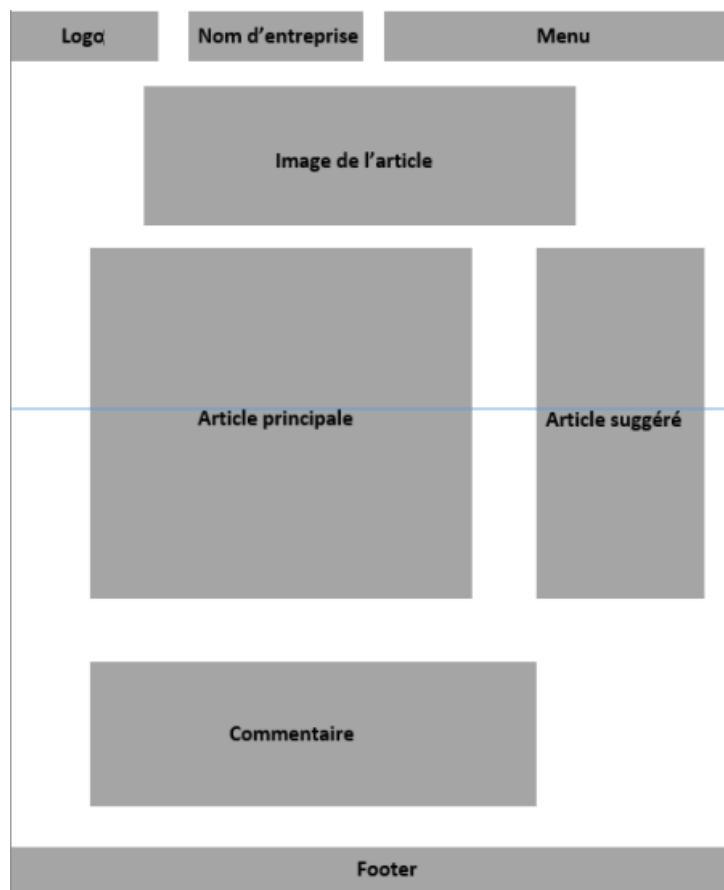 Logo
Nom d'entreprise
Menu
Image de l'article
Article principale
Article suggéré
Commentaire
Footer